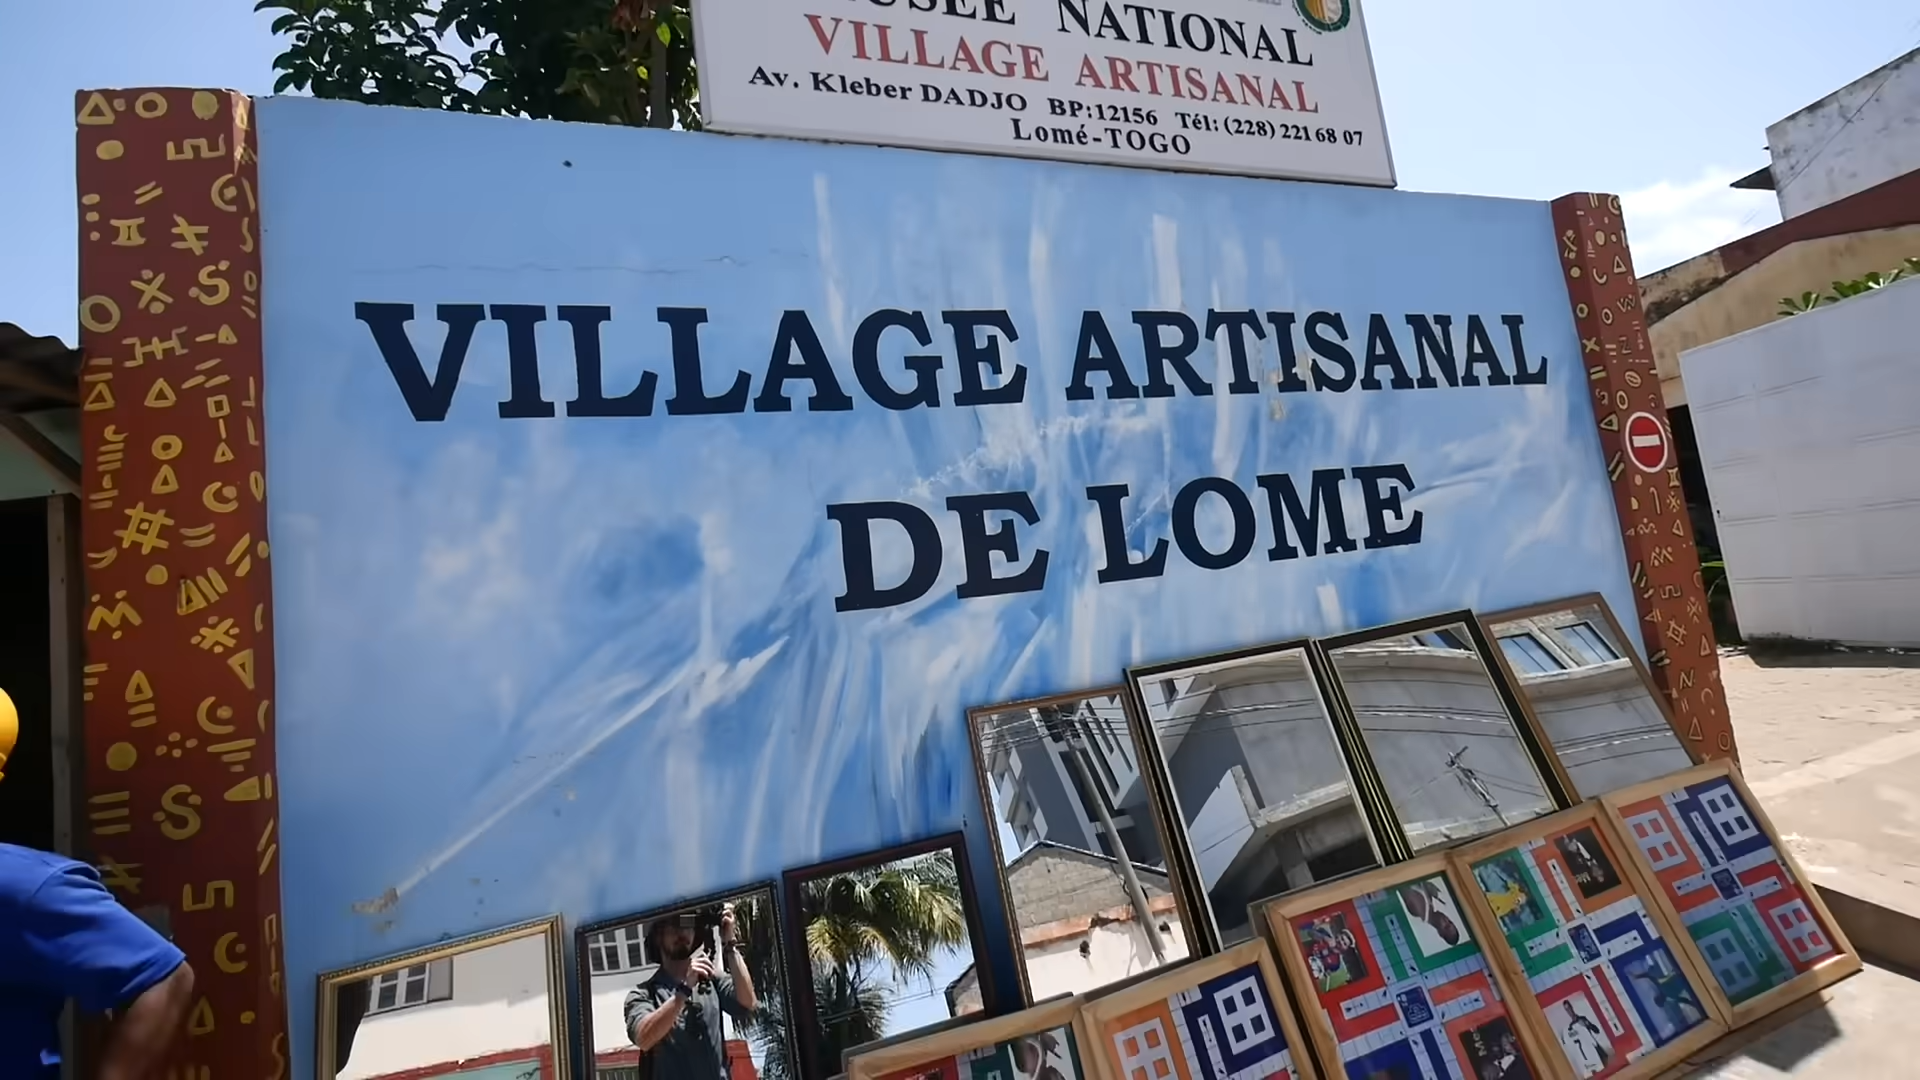 NATIONAL
VILLAGE ARTISANAL
Av. Kleber DADJO BP:12156 Tél: (228) 221 68 07
Lomé-TOGO
VILLAGE ARTISANAL
DE LOME